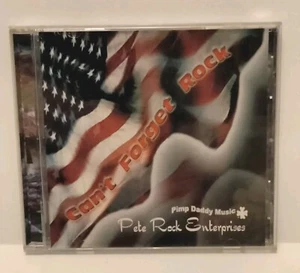 Can't Forget Rock
Pimp Daddy Music
Pete Rock Enterprises